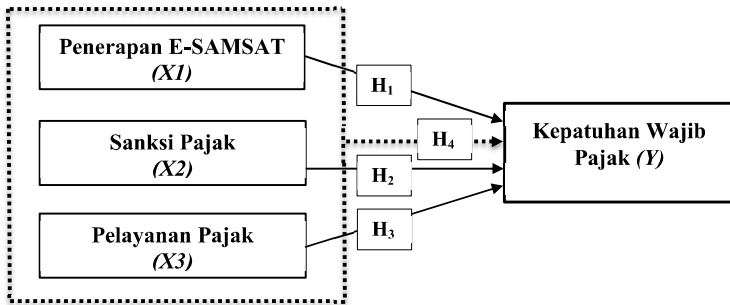 Penerapan E-SAMSAT
(X1)
H₁
Sanksi Pajak
(X2)
H₄
H₂
Kepatuhan Wajib
Pajak (Y)
Pelayanan Pajak
(X3)
H₃